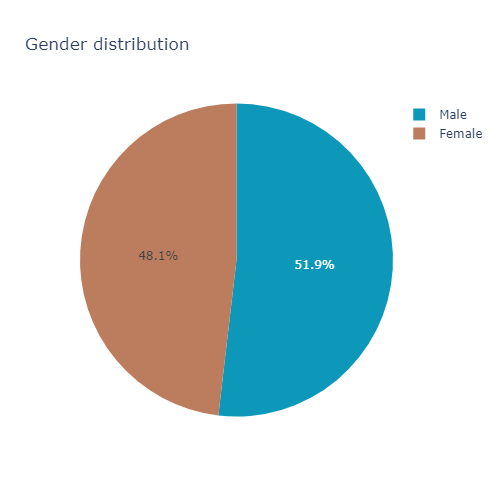 Gender distribution
Male
Female
48.1%
51.9%